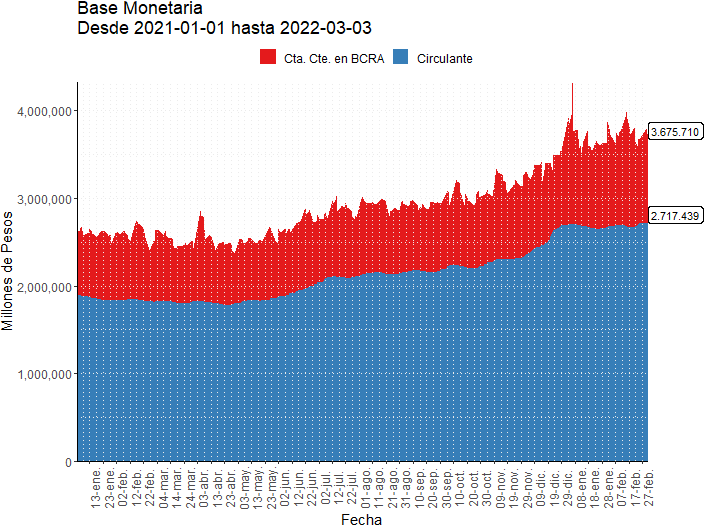 Base Monetaria
Desde 2021-01-01 hasta 2022-03-03
Cta. Cte. en BCRA
Circulante
Millones de Pesos
4,000,000
3,000,000
2,000,000
1,000,000
0
3.675.710
2.717.439
13-ene.
23-ene.
02-feb.
12-feb.
22-feb.
04-mar.
14-mar.
24-mar.
03-abr.
13-abr.
23-abr.
03-may.
13-may.
23-may.
02-jun.
12-jun.
22-jun.
02-jul.
12-jul.
22-jul.
01-ago.
11-ago.
21-ago.
31-ago.
10-sep.
20-sep.
30-sep.
10-oct.
20-oct.
30-oct.
09-nov.
19-nov.
29-nov.
09-dic.
19-dic.
29-dic.
08-ene.
18-ene.
28-ene.
07-feb.
17-feb.
27-feb.
Fecha